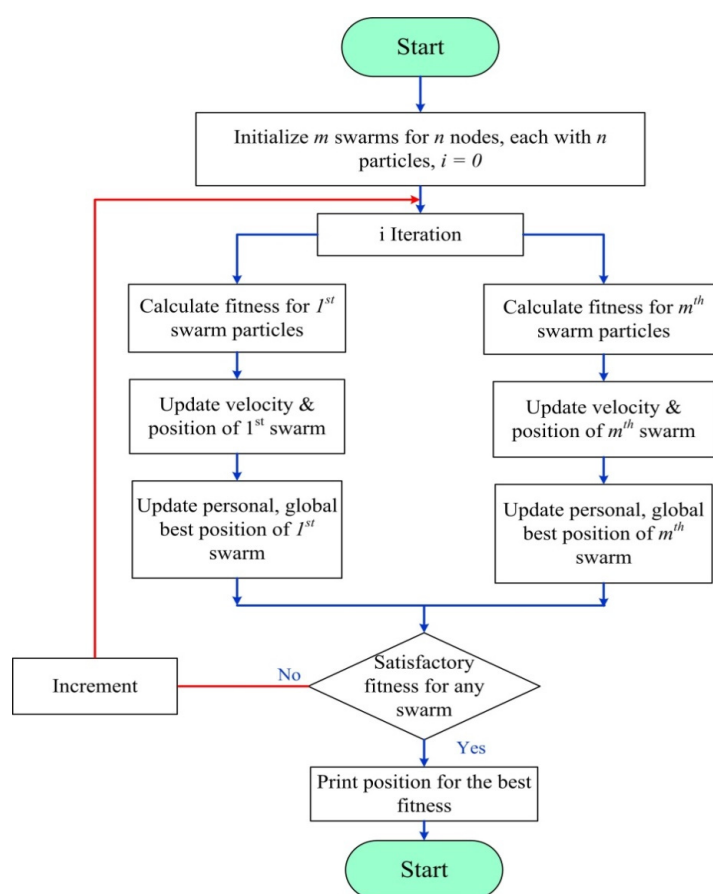 Start
Initialize m swarms for n nodes, each with n
particles, i = 0
i Iteration
Calculate fitness for 1st
swarm particles
Update velocity &
position of 1st swarm
Update personal, global
best position of 1st
swarm
Calculate fitness for mth
swarm particles
Update velocity &
position of mth swarm
Update personal, global
best position of mth
swarm
Satisfactory
fitness for any
swarm
No
Increment
Yes
Print position for the best
fitness
Start